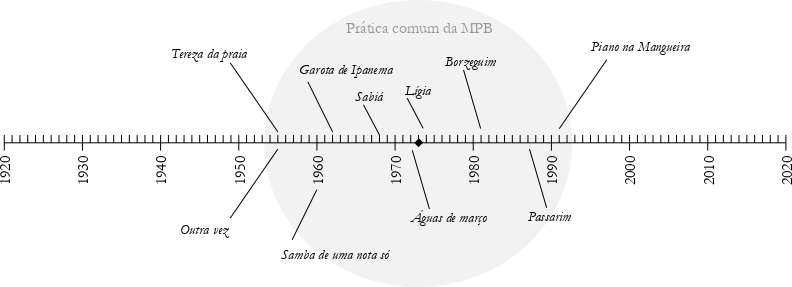 Prática comum da MPB
Tereza da praia
Garota de Ipanema
Sabiá
Lígia
Borzeguim
Piano na Mangueira
1920
1930
1940
1950
1960
1970
1980
1990
2000
2010
2020
Outra vez
Samba de uma nota só
Águas de março
Passarim